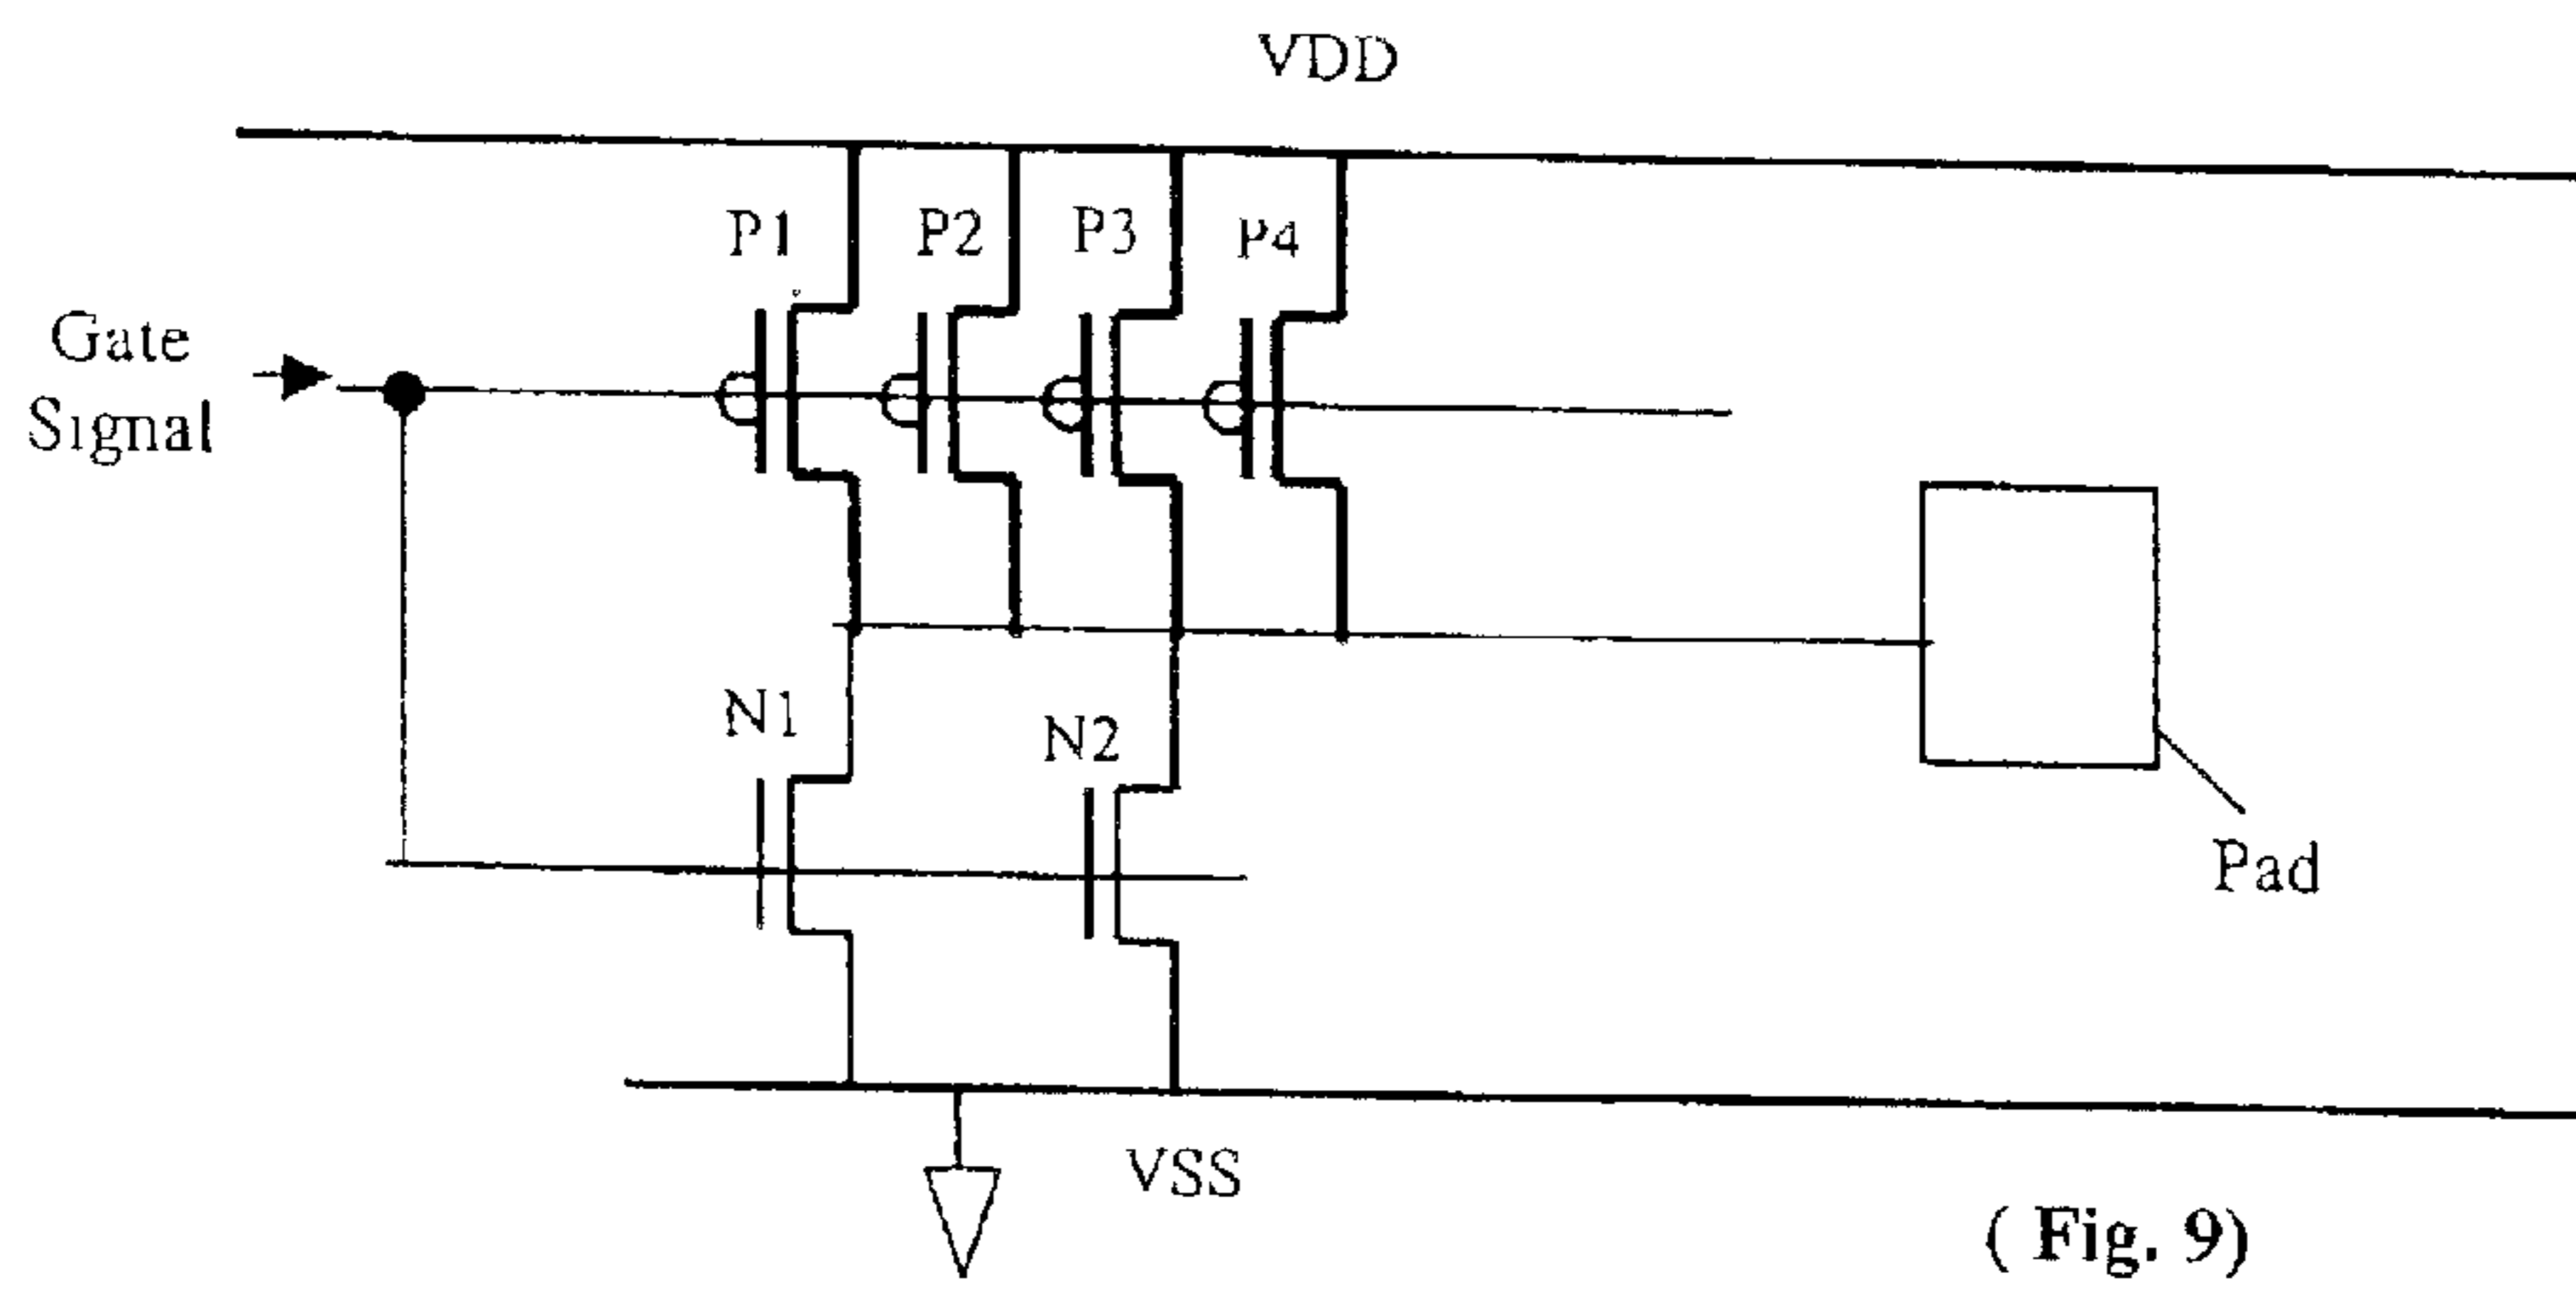 VDD
P1 P2 P3 P4
Gate
Signal
N1 N2
Pad
VSS
( Fig. 9)